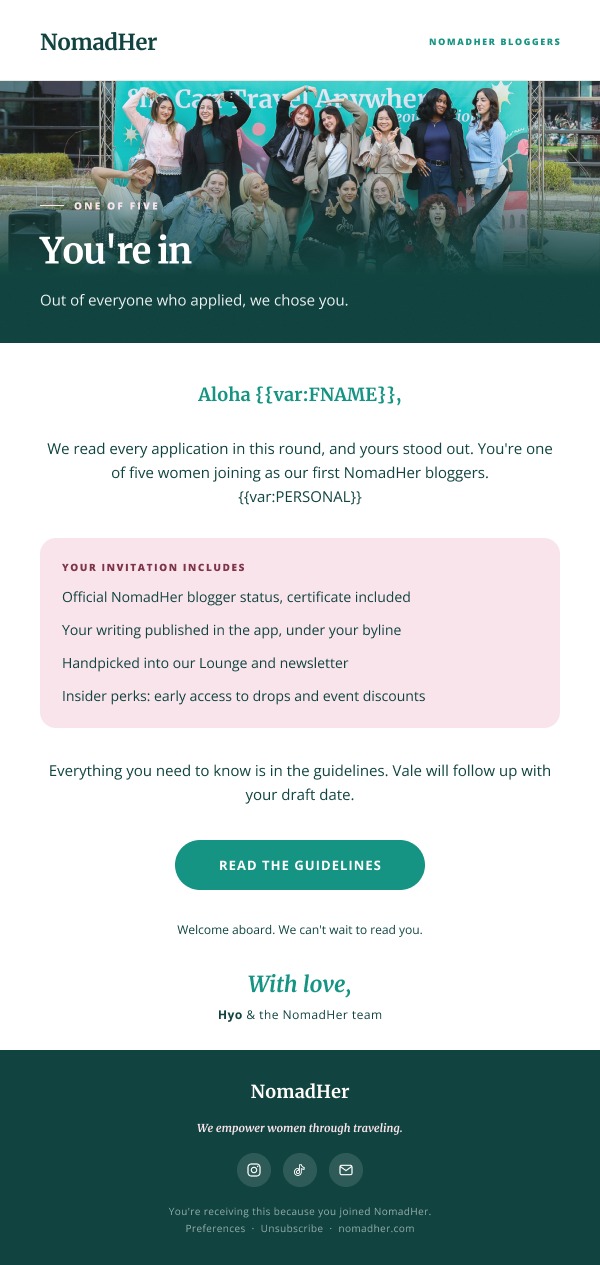 NomadHer
NOMADHER BLOGGERS
She Can Travel Anywhere
ONE OF FIVE
You're in
Out of everyone who applied, we chose you.
Aloha {{var:FNAME}},
We read every application in this round, and yours stood out. You're one
of five women joining as our first NomadHer bloggers.
{{var:PERSONAL}}
YOUR INVITATION INCLUDES
Official NomadHer blogger status, certificate included
Your writing published in the app, under your byline
Handpicked into our Lounge and newsletter
Insider perks: early access to drops and event discounts
Everything you need to know is in the guidelines. Vale will follow up with
your draft date.
READ THE GUIDELINES
Welcome aboard. We can't wait to read you.
With love,
Hyo & the NomadHer team
NomadHer
We empower women through traveling.
You're receiving this because you joined NomadHer.
Preferences · Unsubscribe · nomadher.com